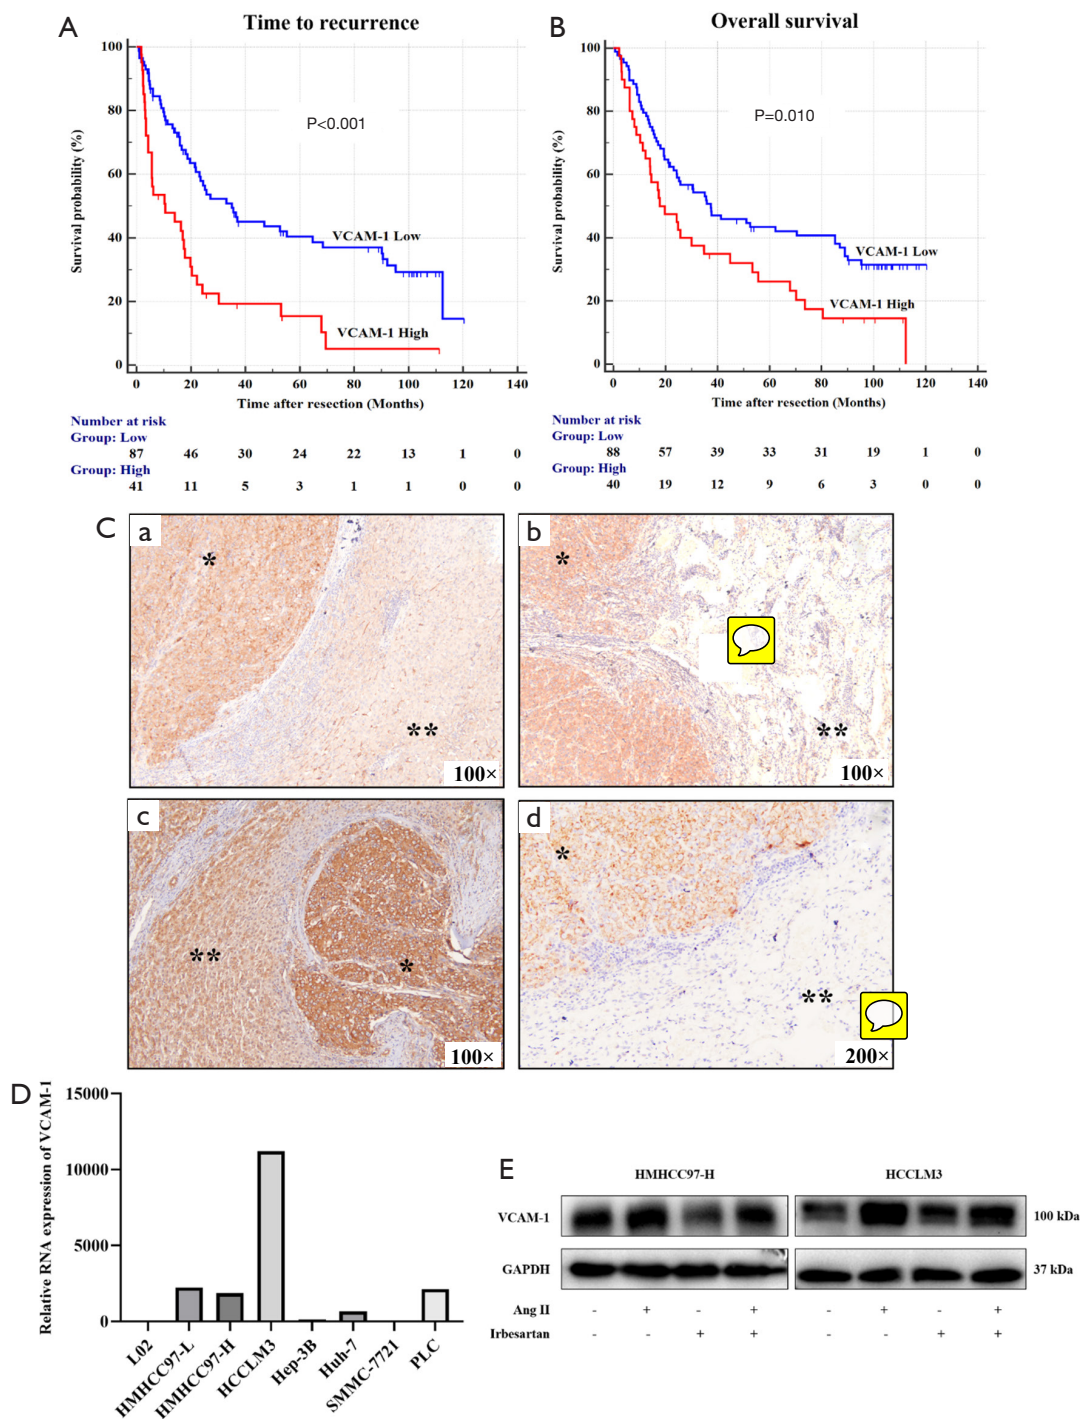 A
Time to recurrence
Survival probability (%)
100
80
60
40
20
0
P<0.001
VCAM-1 Low
VCAM-1 High
0 20 40 60 80 100 120 140
Time after resection (Months)
Number at risk
Group: Low
87 46 30 24 22 13 1 0
Group: High
41 11 5 3 1 1 0 0
B
Overall survival
Survival probability (%)
100
80
60
40
20
0
P=0.010
VCAM-1 Low
VCAM-1 High
0 20 40 60 80 100 120 140
Time after resection (Months)
Number at risk
Group: Low
88 57 39 33 31 19 1 0
Group: High
40 19 12 9 6 3 0 0
C
a
*
**
100×
b
*
**
100×
c
**
*
100×
d
*
**
200×
D
Relative RNA expression of VCAM-1
15000
10000
5000
0
L02
HMHCC97-L
HMHCC97-H
HCCLM3
Hep-3B
Huh-7
SMMC-7721
PLC
E
HMHCC97-H HCCLM3
VCAM-1 100 kDa
GAPDH 37 kDa
Ang II - + - + - + - +
Irbesartan - - + + - - + +